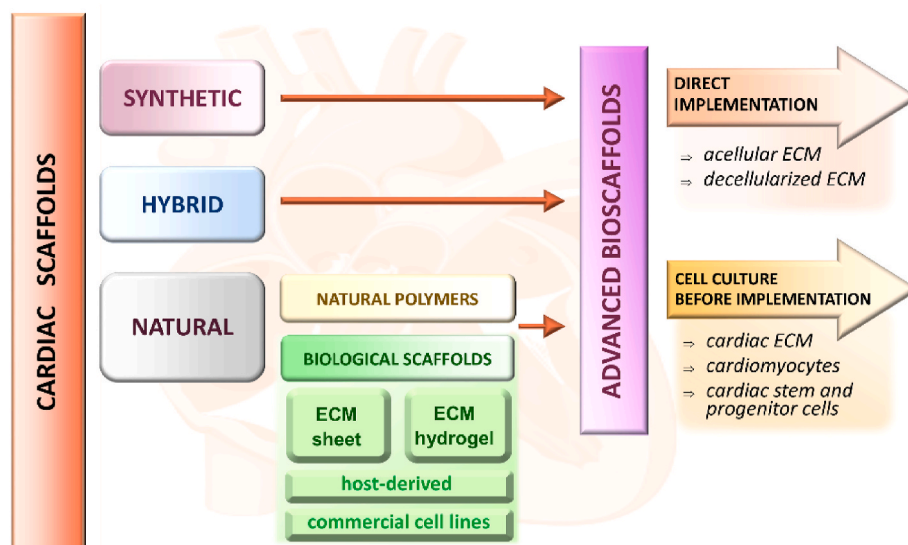 CARDIAC SCAFFOLDS
SYNTHETIC
HYBRID
NATURAL
NATURAL POLYMERS
BIOLOGICAL SCAFFOLDS
ECM
sheet
ECM
hydrogel
host-derived
commercial cell lines
ADVANCED BIOSCAFFOLDS
DIRECT
IMPLEMENTATION
⇒ acellular ECM
⇒ decellularized ECM
CELL CULTURE
BEFORE IMPLEMENTATION
⇒ cardiac ECM
⇒ cardiomyocytes
⇒ cardiac stem and
progenitor cells